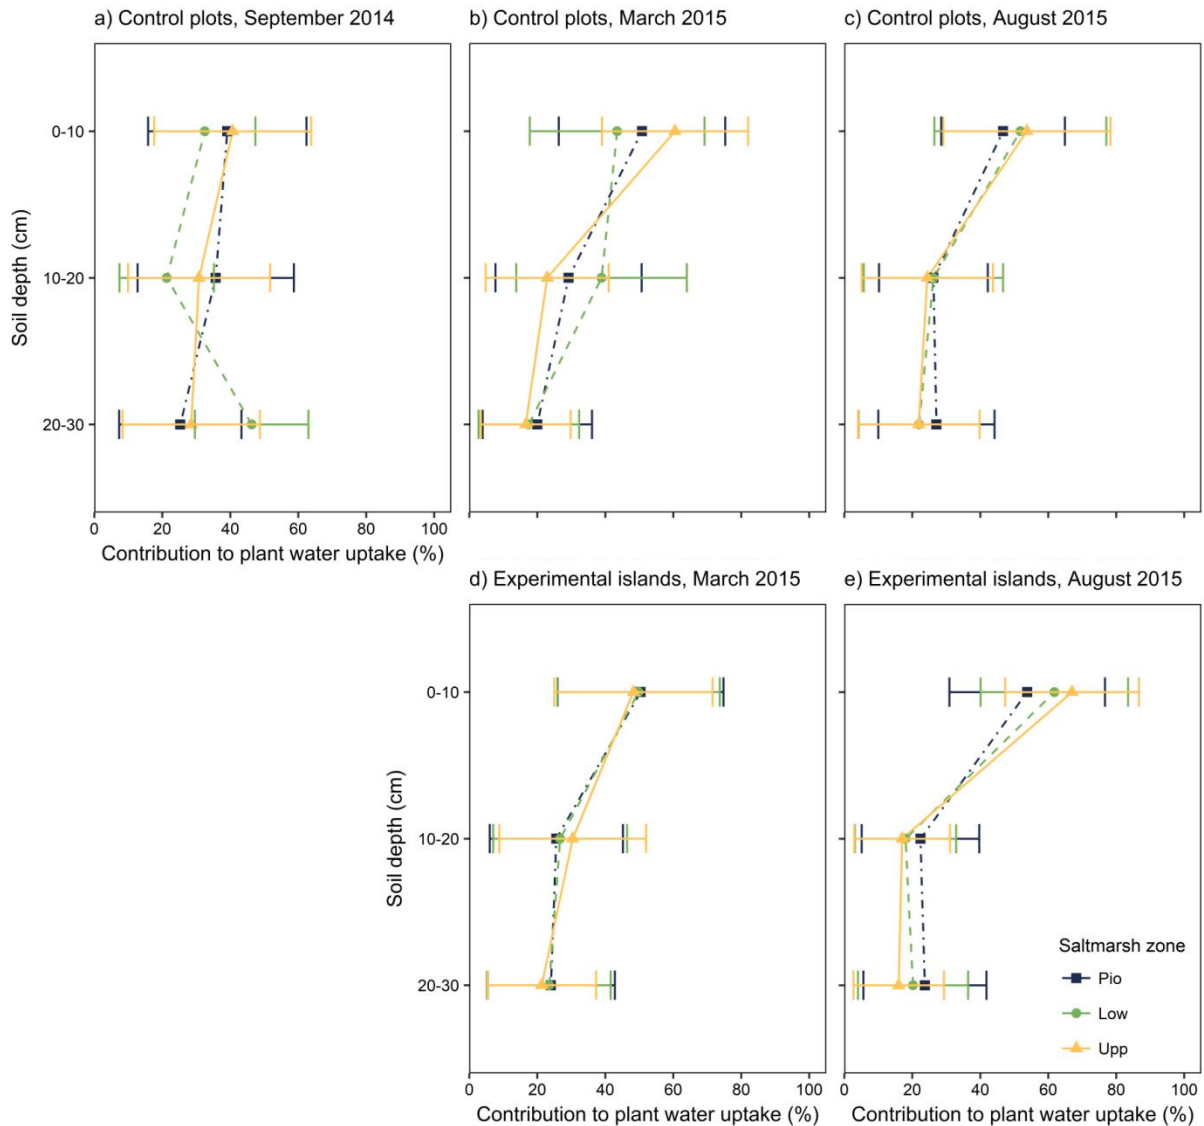 a) Control plots, September 2014
b) Control plots, March 2015
c) Control plots, August 2015
Soil depth (cm)
0-10
10-20
20-30
0 20 40 60 80 100
Contribution to plant water uptake (%)
d) Experimental islands, March 2015
e) Experimental islands, August 2015
Soil depth (cm)
0-10
10-20
20-30
Saltmarsh zone
Pio
Low
Upp
0 20 40 60 80 100
0 20 40 60 80 100
Contribution to plant water uptake (%)
Contribution to plant water uptake (%)